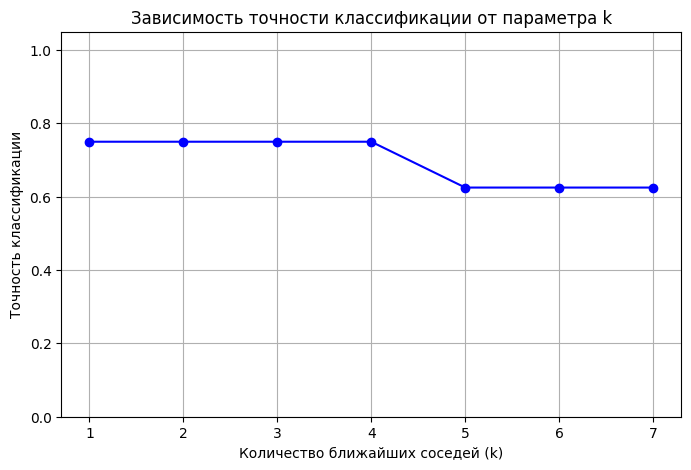 Зависимость точности классификации от параметра k
Точность классификации
1.0
0.8
0.6
0.4
0.2
0.0
1 2 3 4 5 6 7
Количество ближайших соседей (k)